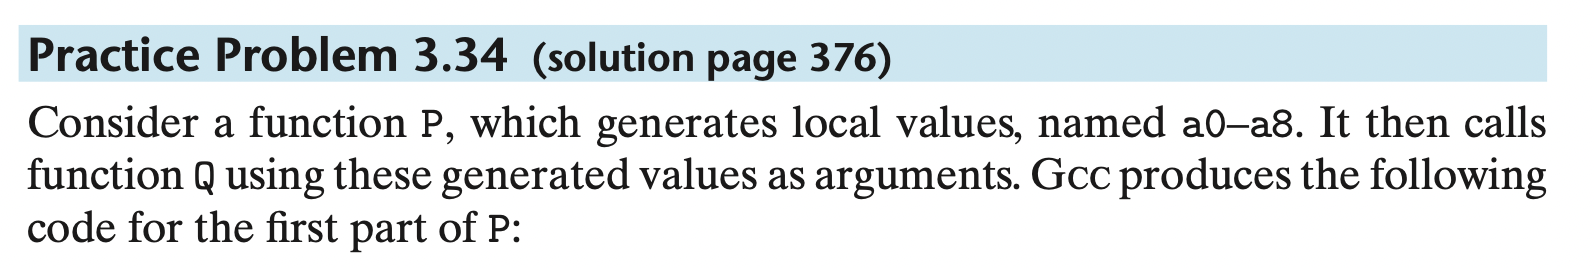 Practice Problem 3.34 (solution page 376)
Consider a function P, which generates local values, named a0–a8. It then calls
function Q using these generated values as arguments. Gcc produces the following
code for the first part of P: